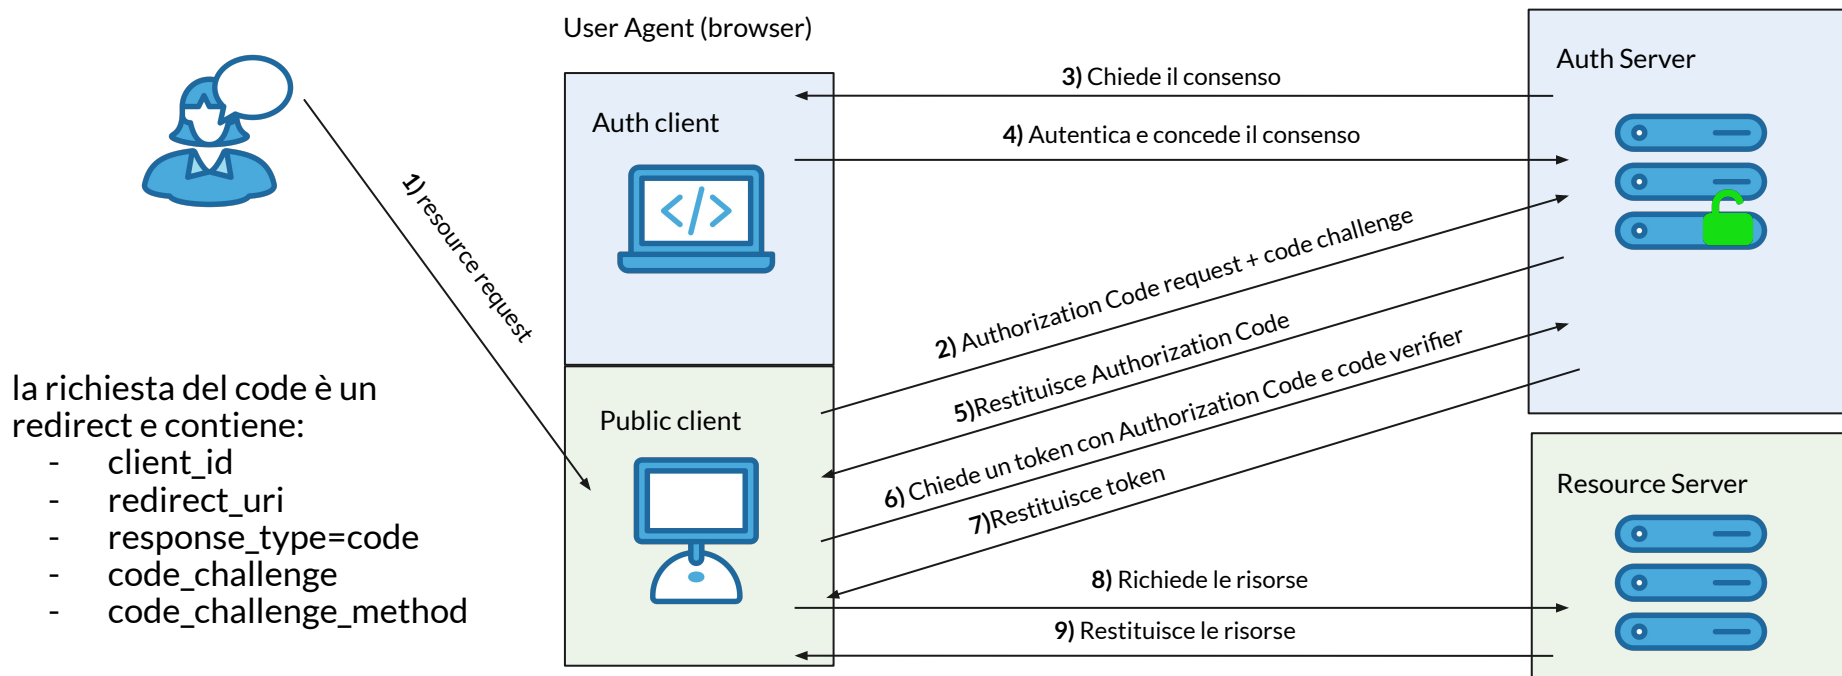 User Agent (browser)
Auth Server
3) Chiede il consenso
Auth client
4) Autentica e concede il consenso
1) resource request
2) Authorization Code request + code challenge
5)Restituisce Authorization Code
la richiesta del code è un
redirect e contiene:
- client_id
- redirect_uri
- response_type=code
- code_challenge
- code_challenge_method
Public client
6) Chiede un token con Authorization Code e code verifier
7)Restituisce token
Resource Server
8) Richiede le risorse
9) Restituisce le risorse